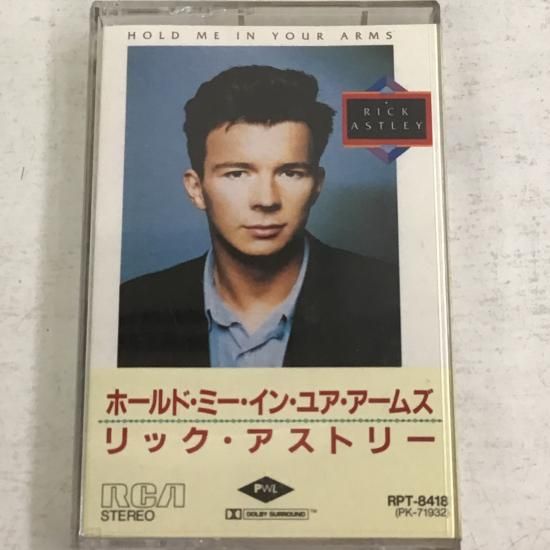 HOLD ME IN YOUR ARMS
RICK
ASTLEY
ホールド・ミー・イン・ユア・アームズ
リック・アストリー
RCA
STEREO
PWL
DOLBY SURROUND™
RPT-8418
(PK-71932)